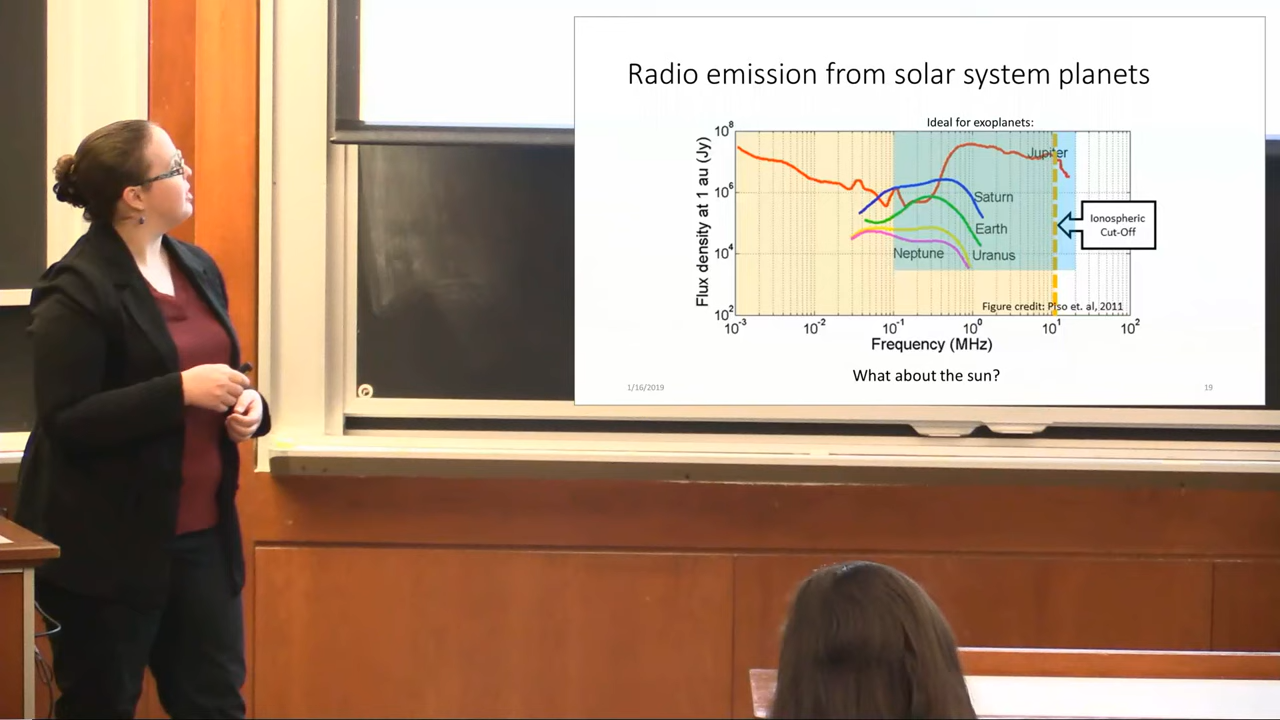 Radio emission from solar system planets
Ideal for exoplanets:
Flux density at 1 au (Jy)
10^8
10^6
10^4
10^2
Jupiter
Saturn
Earth
Neptune
Uranus
Ionospheric
Cut-Off
Figure credit: Piso et. al, 2011
10^-3
10^-2
10^-1
10^0
10^1
10^2
Frequency (MHz)
What about the sun?
1/16/2019
19